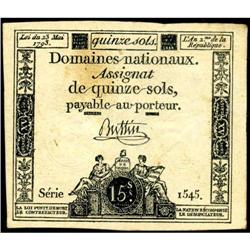 Loi du 23 Mai
1793.
quinze sols.
L'An 2.me de la
République.
Domaines nationaux.
Assignat
de quinze sols,
payable au porteur.
Buttin
Série
15s
1545.
LA LOI PUNIT DE MORT
LE CONTREFACTEUR.
LA NATION RÉCOMPENSE
LE DÉNONCIATEUR.